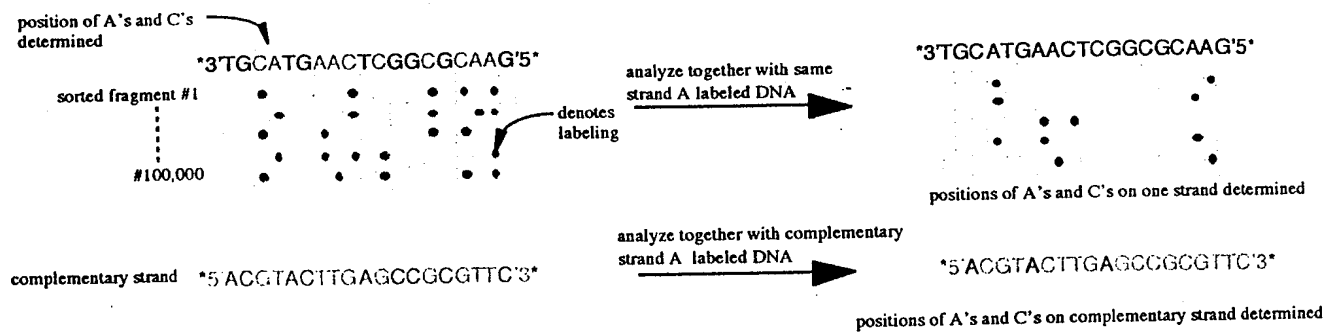 position of A's and C's
determined
*3'TGCATGAACTCGGCGCAAG'5*
sorted fragment #1
#100,000
denotes
labeling
analyze together with same
strand A labeled DNA
*3'TGCATGAACTCGGCGCAAG'5*
positions of A's and C's on one strand determined
complementary strand
*5'ACGTACTTGAGCCGCGTTC'3*
analyze together with complementary
strand A labeled DNA
*5'ACGTACTTGAGCCGCGTTC'3*
positions of A's and C's on complementary strand determined